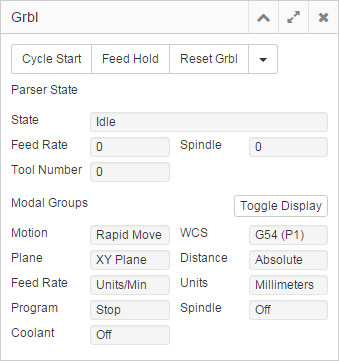 Grbl
Cycle Start Feed Hold Reset Grbl
Parser State
State Idle
Feed Rate 0 Spindle 0
Tool Number 0
Modal Groups Toggle Display
Motion Rapid Move WCS G54 (P1)
Plane XY Plane Distance Absolute
Feed Rate Units/Min Units Millimeters
Program Stop Spindle Off
Coolant Off